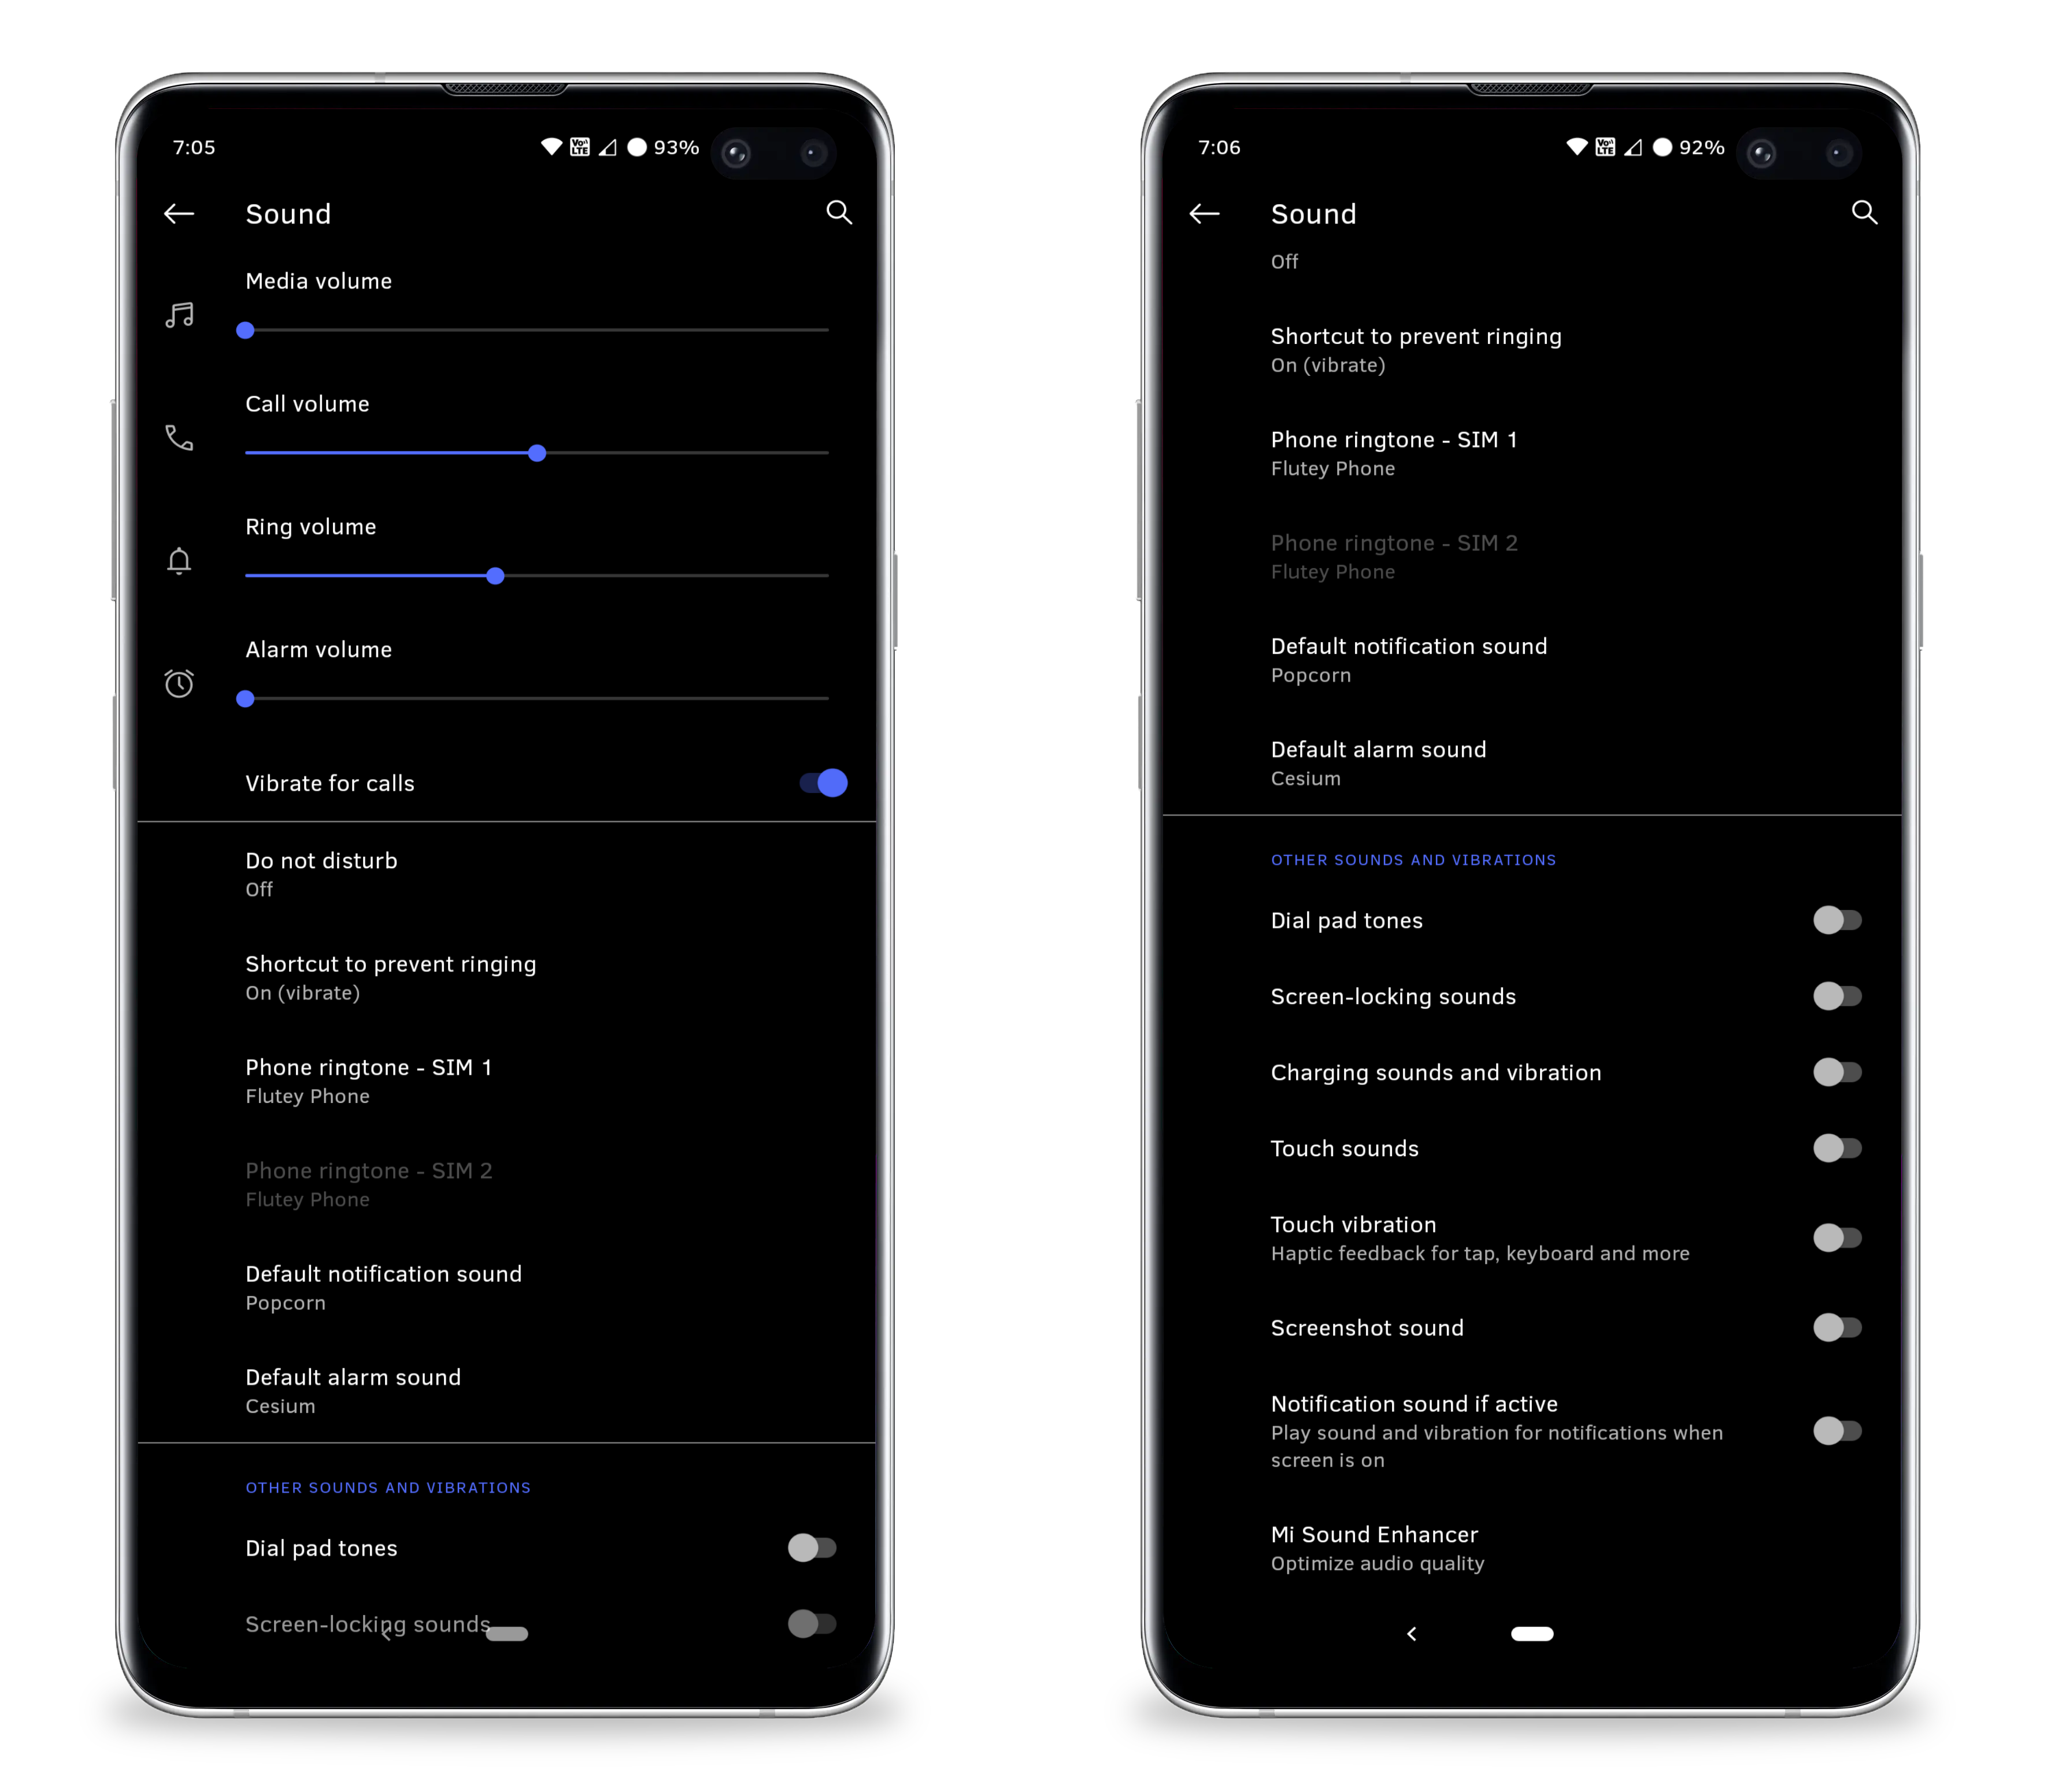 7:05
Vo))
LTE
93%
Sound
Media volume
Call volume
Ring volume
Alarm volume
Vibrate for calls
Do not disturb
Off
Shortcut to prevent ringing
On (vibrate)
Phone ringtone - SIM 1
Flutey Phone
Phone ringtone - SIM 2
Flutey Phone
Default notification sound
Popcorn
Default alarm sound
Cesium
OTHER SOUNDS AND VIBRATIONS
Dial pad tones
Screen-locking sounds
7:06
Vo))
LTE
92%
Sound
Off
Shortcut to prevent ringing
On (vibrate)
Phone ringtone - SIM 1
Flutey Phone
Phone ringtone - SIM 2
Flutey Phone
Default notification sound
Popcorn
Default alarm sound
Cesium
OTHER SOUNDS AND VIBRATIONS
Dial pad tones
Screen-locking sounds
Charging sounds and vibration
Touch sounds
Touch vibration
Haptic feedback for tap, keyboard and more
Screenshot sound
Notification sound if active
Play sound and vibration for notifications when
screen is on
Mi Sound Enhancer
Optimize audio quality